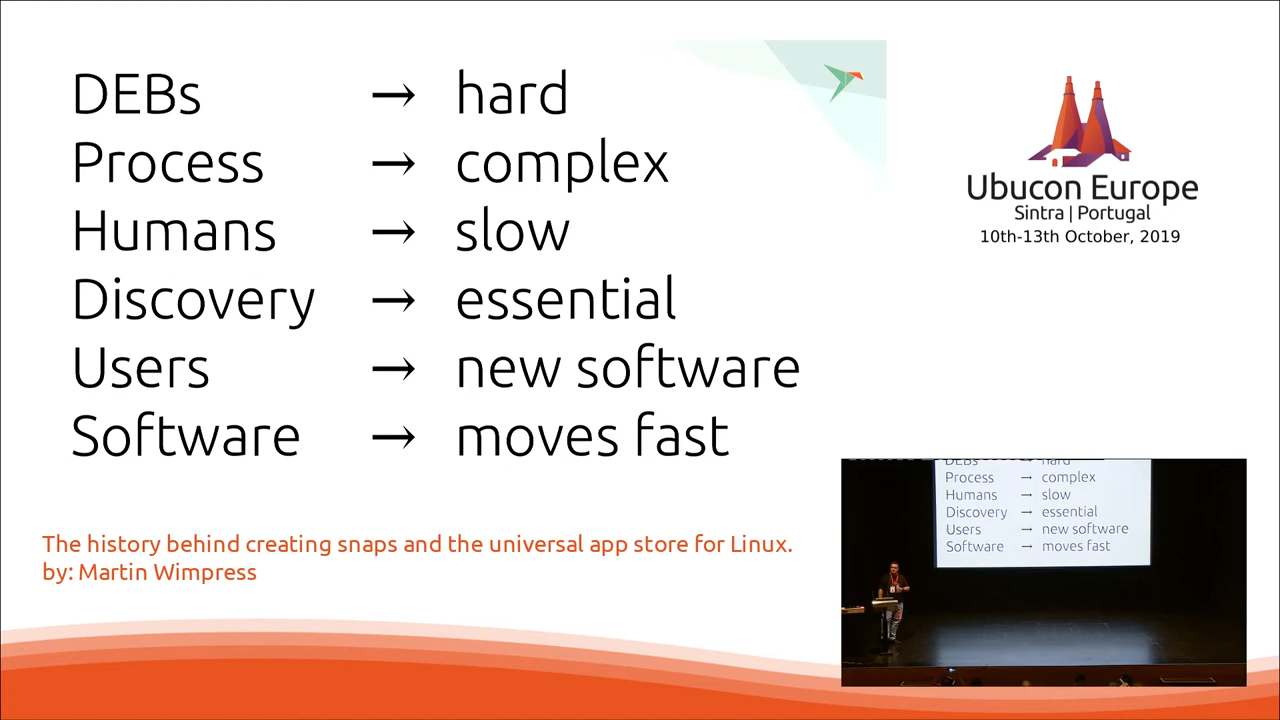 DEBs → hard
Process → complex
Humans → slow
Discovery → essential
Users → new software
Software → moves fast
Ubucon Europe
Sintra | Portugal
10th-13th October, 2019
The history behind creating snaps and the universal app store for Linux.
by: Martin Wimpress
DEBs → hard
Process → complex
Humans → slow
Discovery → essential
Users → new software
Software → moves fast